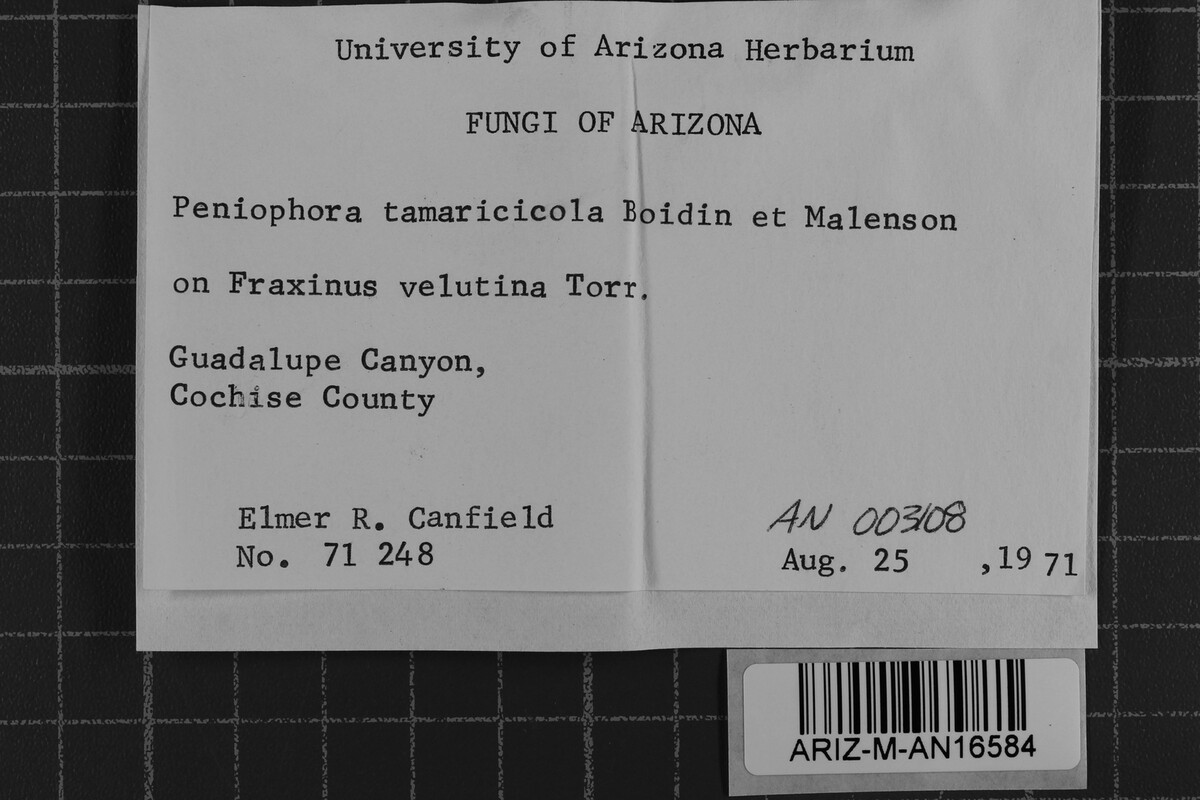 University of Arizona Herbarium
FUNGI OF ARIZONA
Peniophora tamaricicola Boidin et Malenson
on Fraxinus velutina Torr.
Guadalupe Canyon,
Cochise County
Elmer R. Canfield
No. 71 248
AN 003108
Aug. 25 ,19 71
ARIZ-M-AN16584